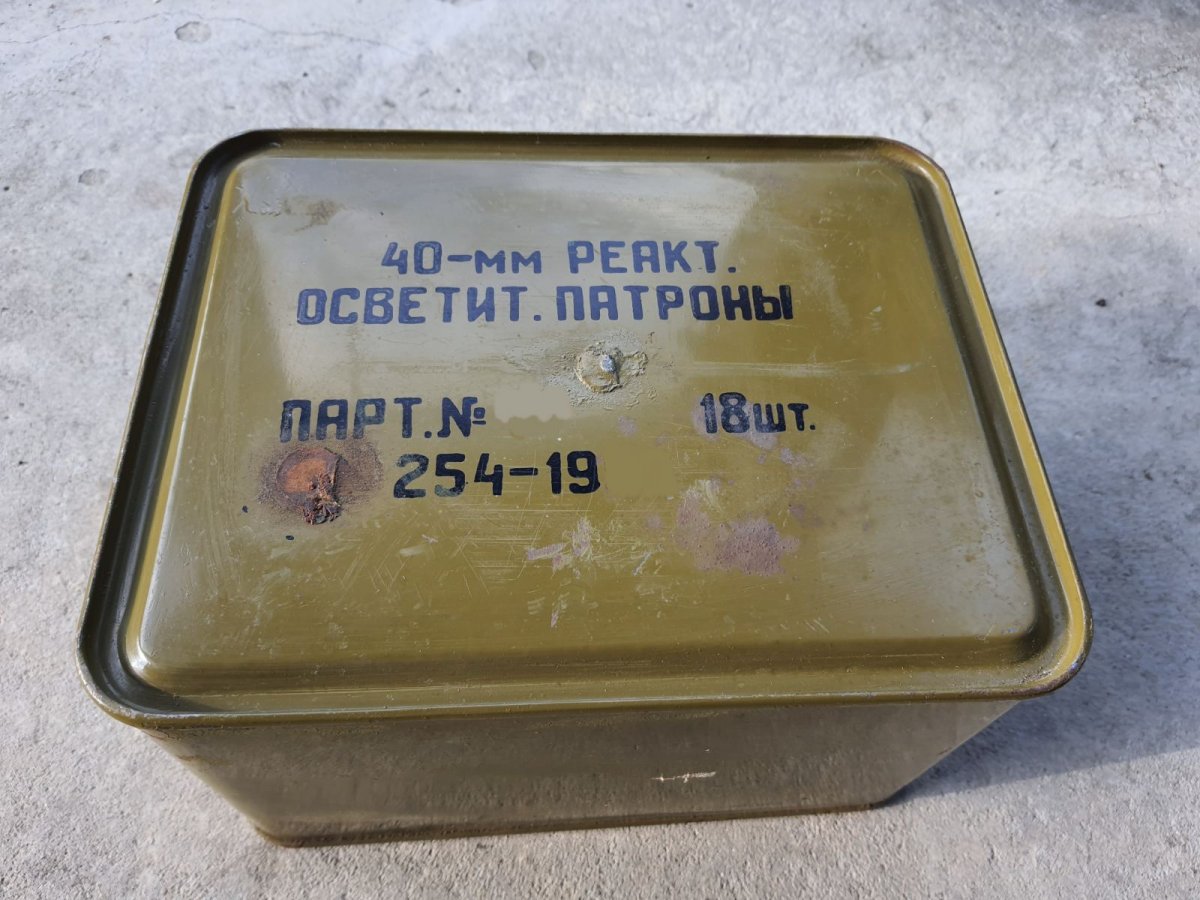 40-мм РЕАКТ.
ОСВЕТИТ. ПАТРОНЫ
ПАРТ.№ 18шт.
254-19